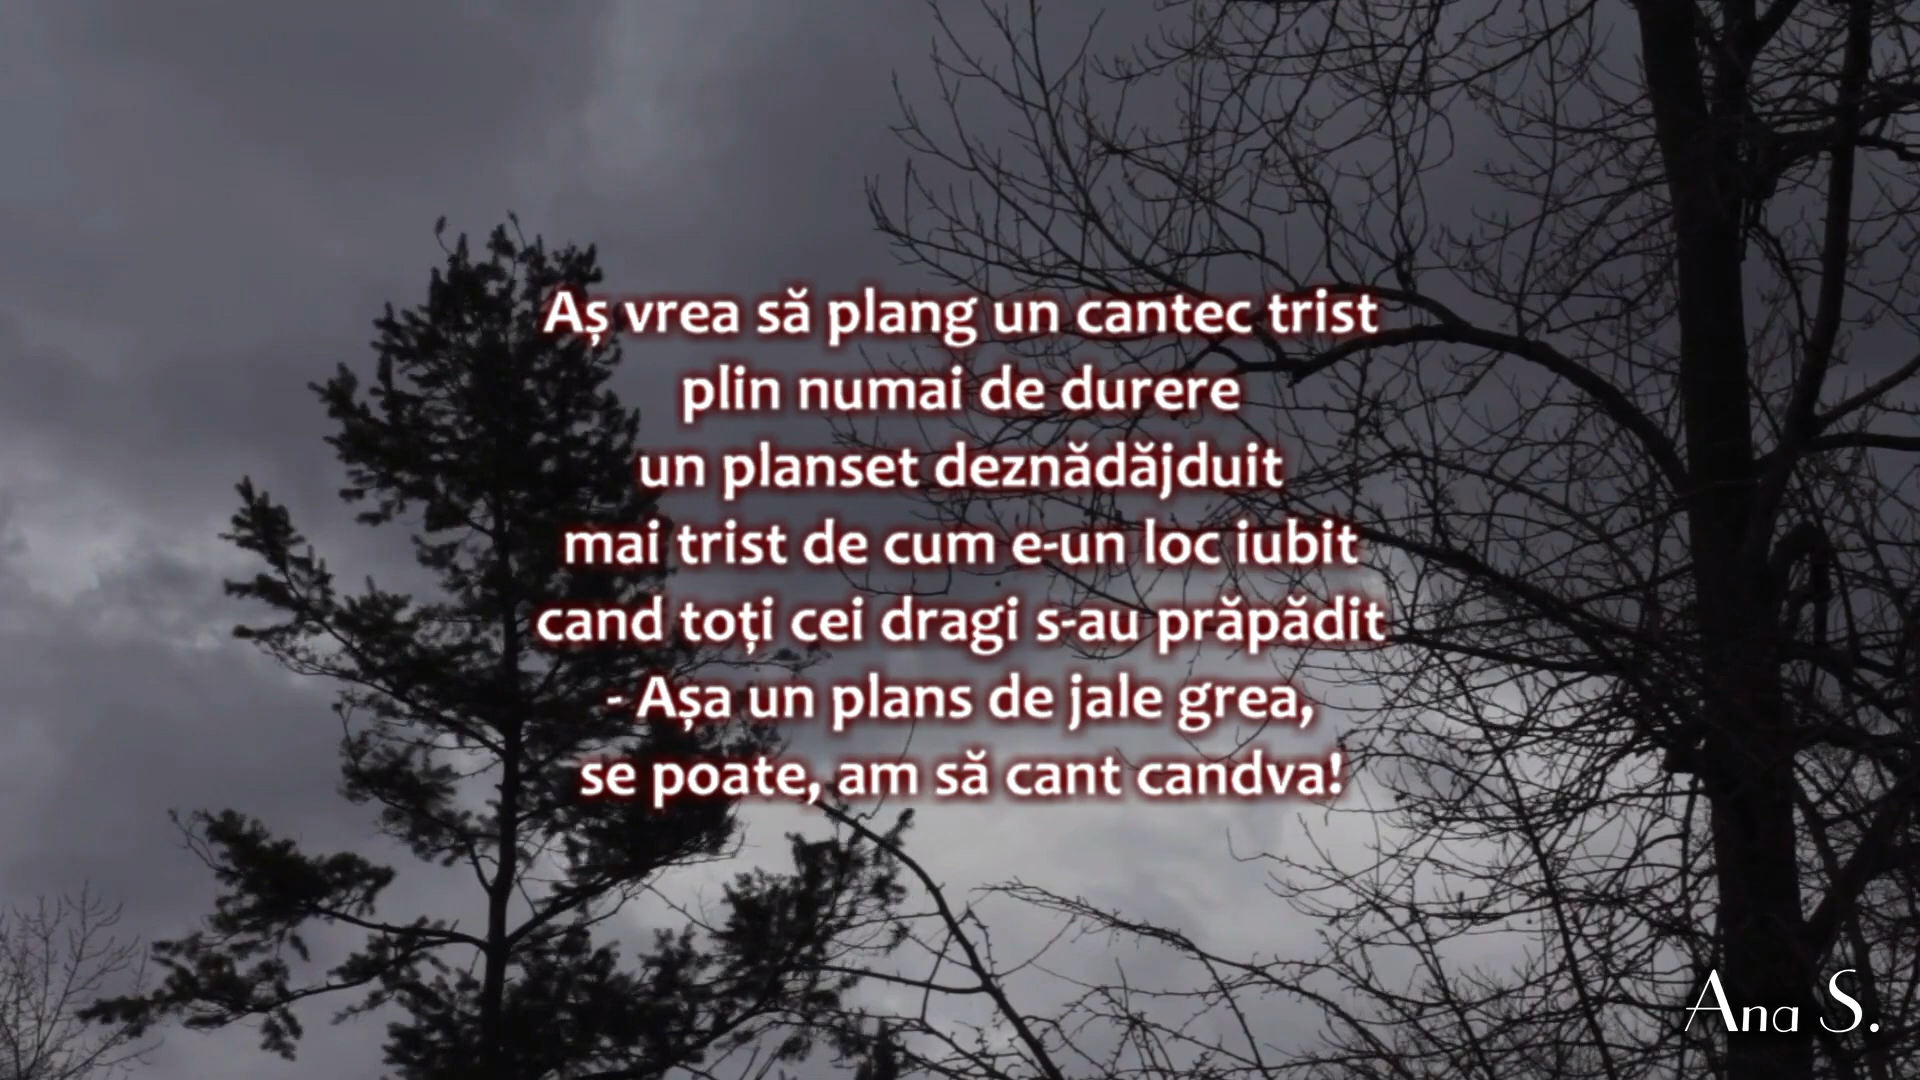 Aș vrea să plang un cantec trist
plin numai de durere
un planset deznădăjduit
mai trist de cum e-un loc iubit
cand toți cei dragi s-au prăpădit
- Așa un plans de jale grea,
se poate, am să cant candva!
Ana S.